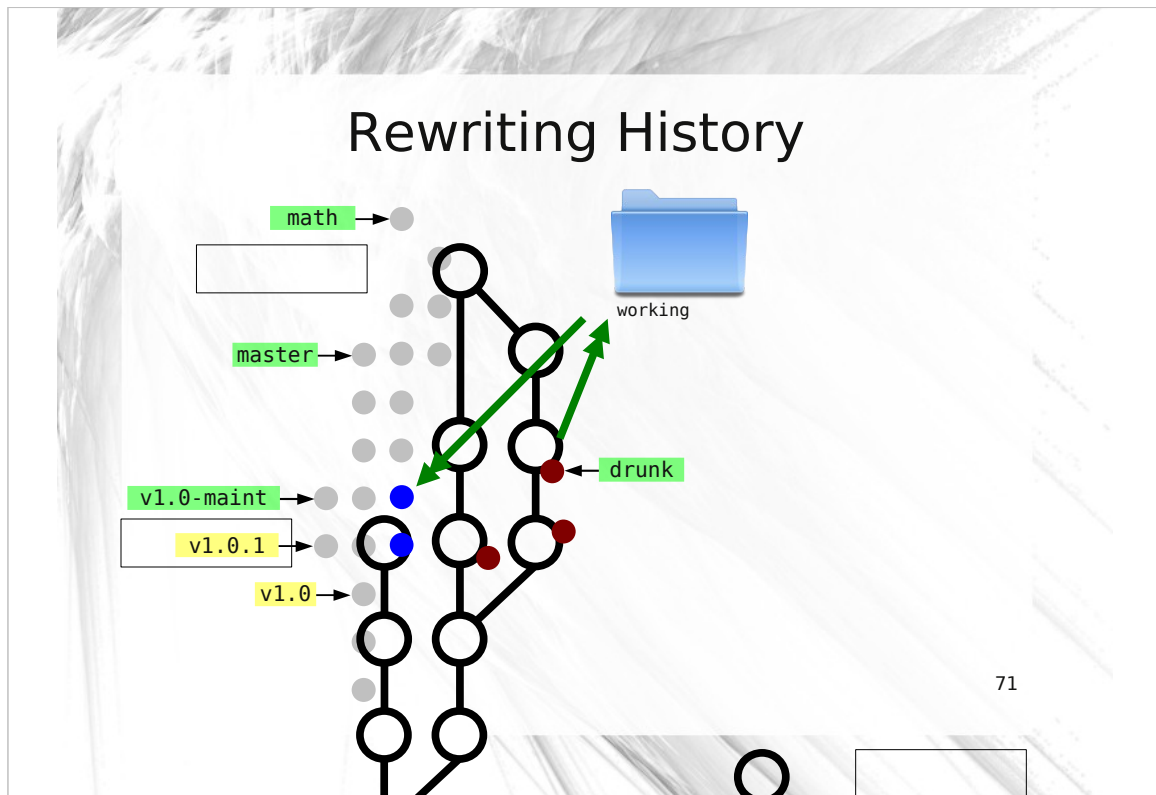 Rewriting History
math
working
master
drunk
v1.0-maint
v1.0.1
v1.0
71